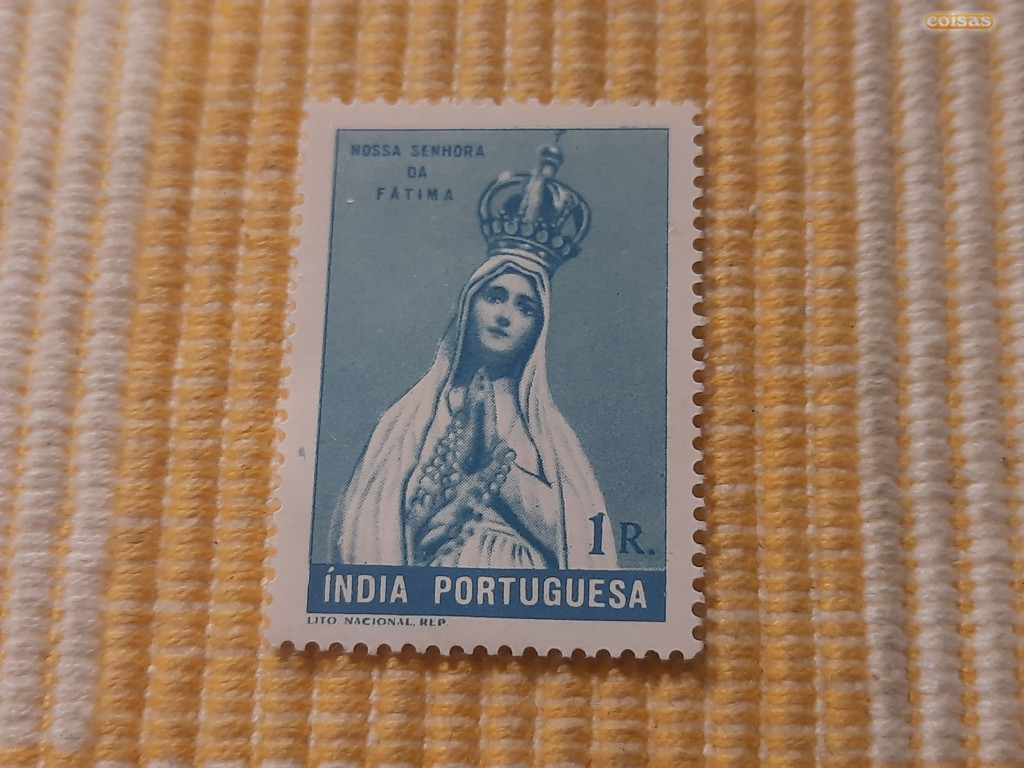 coisas
NOSSA SENHORA
DA
FÁTIMA
1 R.
ÍNDIA PORTUGUESA
LITO NACIONAL, REP.